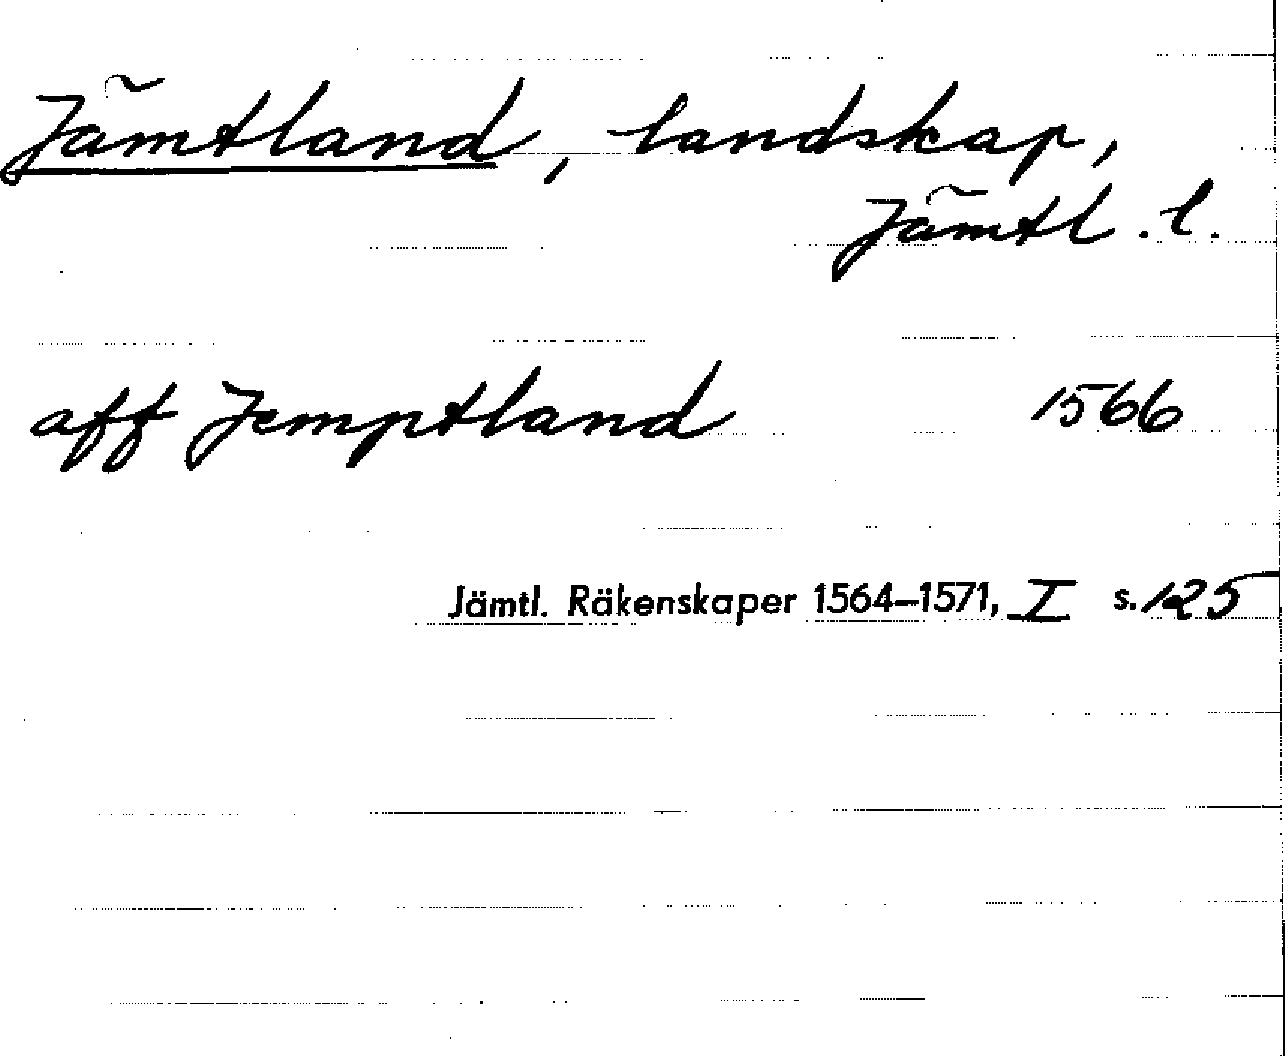 Jämtland, landskap,
Jämtl. l.
aff Jemptland 1566
Jämtl. Räkenskaper 1564–1571, I s. 125